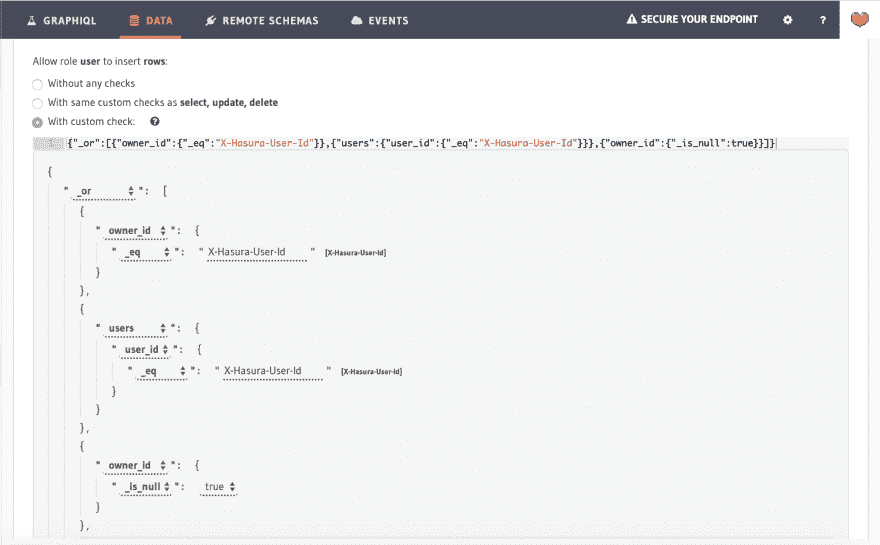 GRAPHIQL DATA REMOTE SCHEMAS EVENTS SECURE YOUR ENDPOINT ?
Allow role user to insert rows:
Without any checks
With same custom checks as select, update, delete
With custom check: ?
{"_or":[{"owner_id":{"_eq":"X-Hasura-User-Id"}},{"users":{"user_id":{"_eq":"X-Hasura-User-Id"}}},{"owner_id":{"_is_null":true}}]}
{
"_or": [
{
"owner_id": {
"_eq": "X-Hasura-User-Id" [X-Hasura-User-Id]
}
},
{
"users": {
"user_id": {
"_eq": "X-Hasura-User-Id" [X-Hasura-User-Id]
}
}
},
{
"owner_id": {
"_is_null": true
}
},